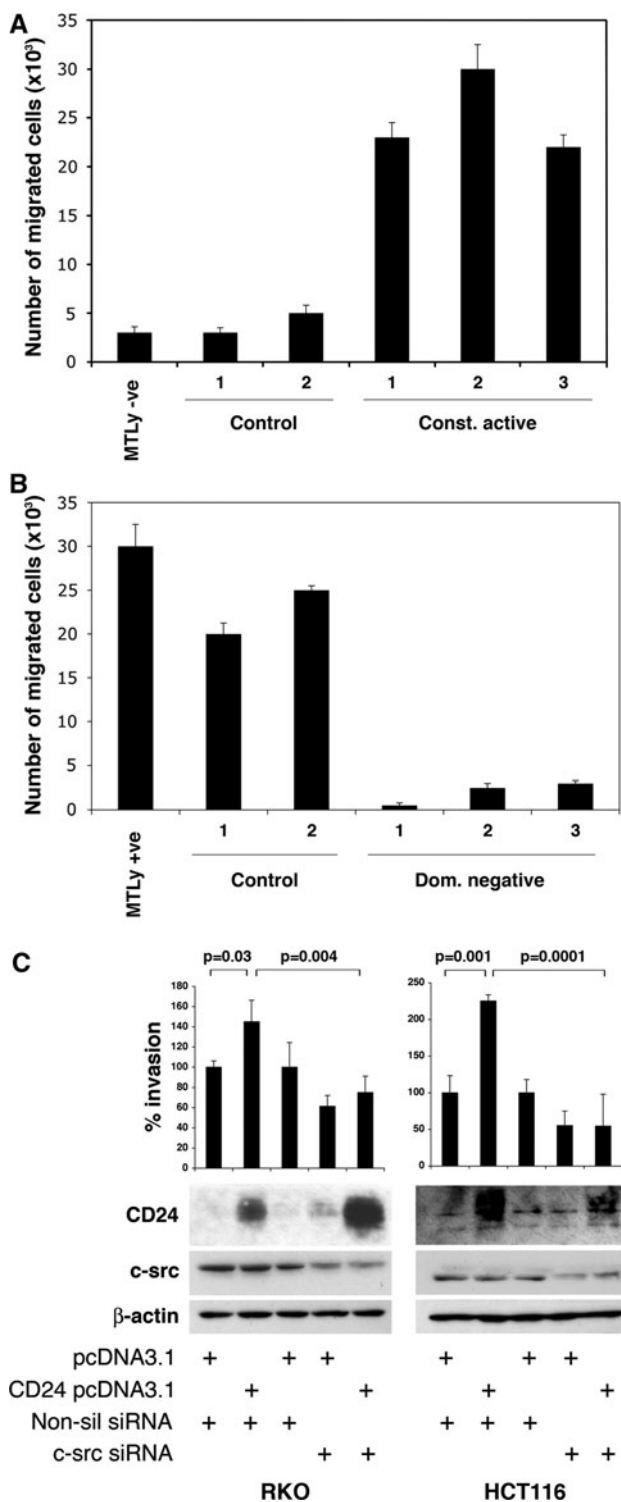 A
Number of migrated cells (x10³)
35
30
25
20
15
10
5
0
MTLy -ve
1 2 1 2 3
Control Const. active
B
Number of migrated cells (x10³)
35
30
25
20
15
10
5
0
MTLy +ve
1 2 1 2 3
Control Dom. negative
C
p=0.03 p=0.004 p=0.001 p=0.0001
% invasion
180
160
140
120
100
80
60
40
20
0
250
200
150
100
50
0
CD24
c-src
β-actin
pcDNA3.1 + + + + + +
CD24 pcDNA3.1 + + + +
Non-sil siRNA + + + + + +
c-src siRNA + + + +
RKO HCT116